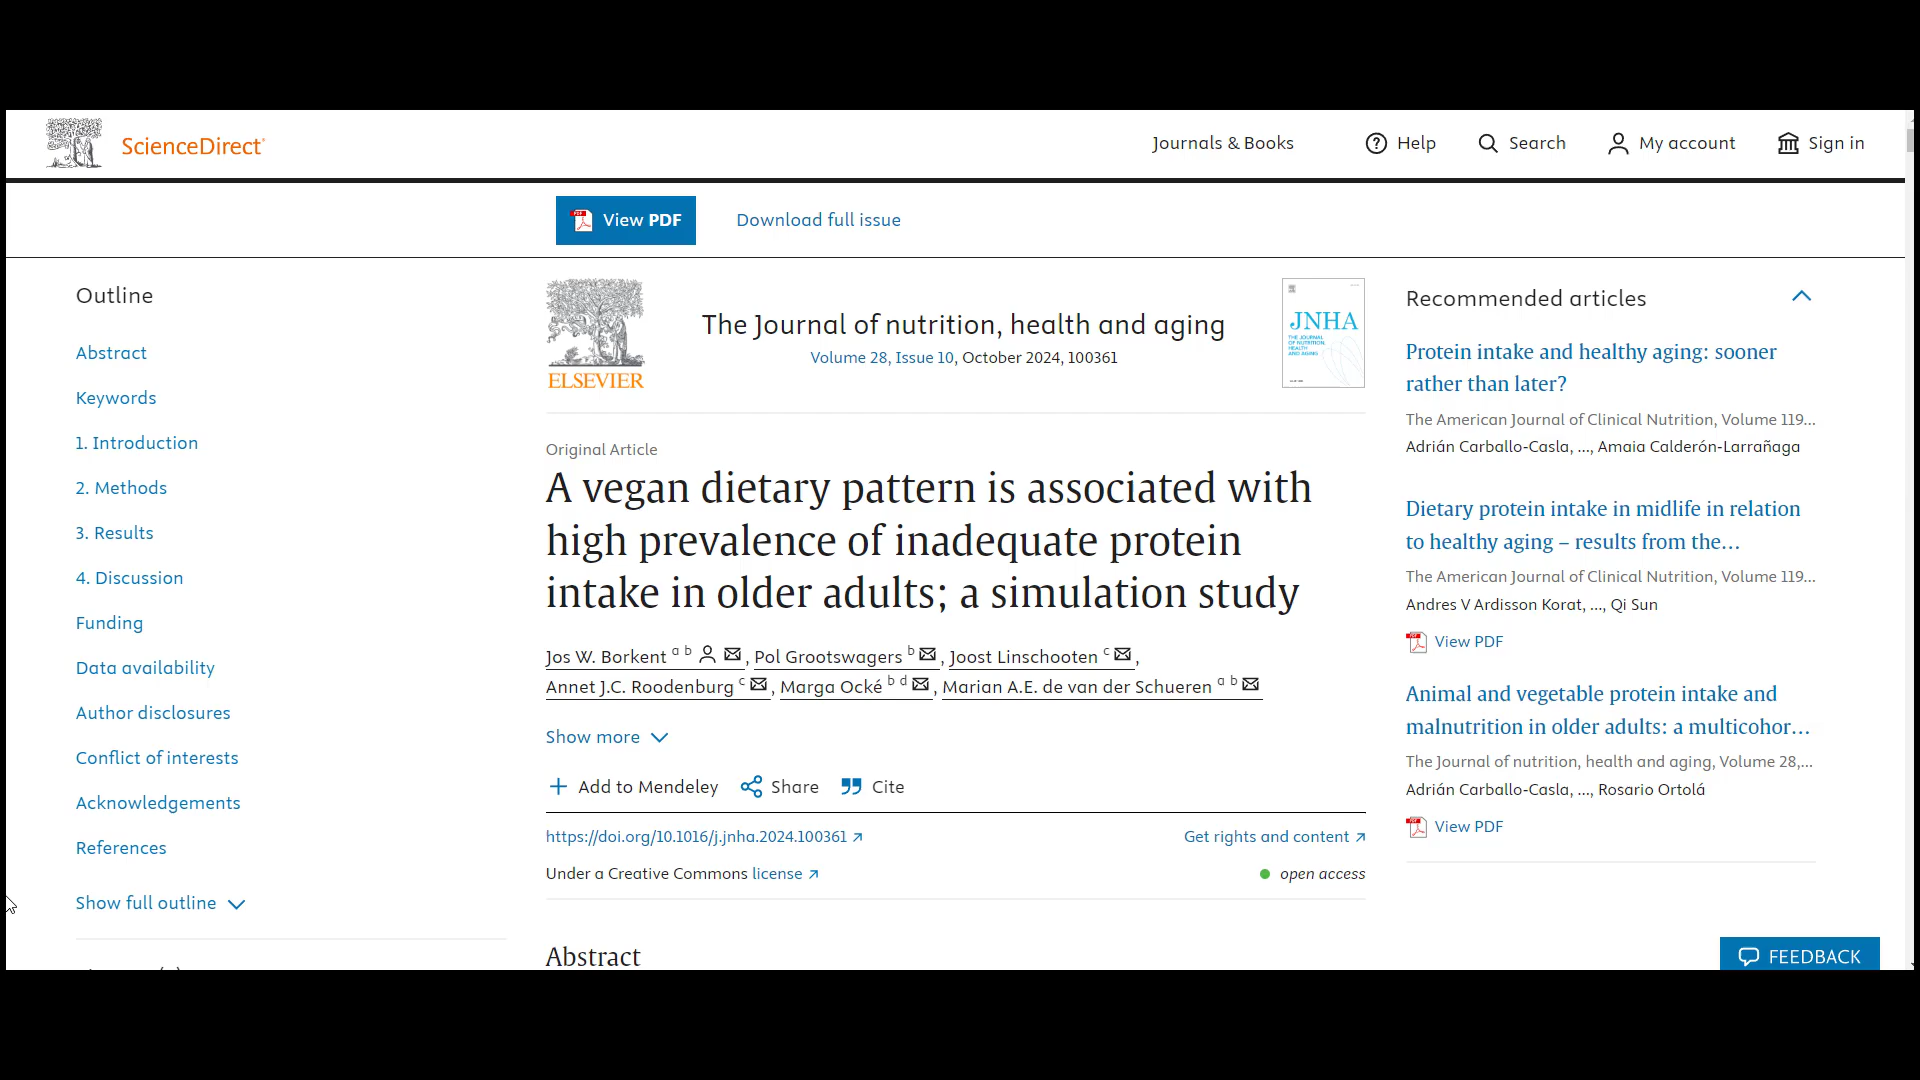 ScienceDirect
Journals & Books
Help
Search
My account
Sign in
View PDF
Download full issue
Outline
Abstract
Keywords
1. Introduction
2. Methods
3. Results
4. Discussion
Funding
Data availability
Author disclosures
Conflict of interests
Acknowledgements
References
Show full outline
ELSEVIER
The Journal of nutrition, health and aging
Volume 28, Issue 10, October 2024, 100361
JNHA
THE JOURNAL
OF NUTRITION,
HEALTH
AND AGING
Original Article
A vegan dietary pattern is associated with
high prevalence of inadequate protein
intake in older adults; a simulation study
Jos W. Borkent a b, Pol Grootswagers b, Joost Linschooten c,
Annet J.C. Roodenburg c, Marga Ocké b d, Marian A.E. de van der Schueren a b
Show more
Add to Mendeley
Share
Cite
https://doi.org/10.1016/j.jnha.2024.100361
Get rights and content
Under a Creative Commons license
open access
Abstract
Recommended articles
Protein intake and healthy aging: sooner
rather than later?
The American Journal of Clinical Nutrition, Volume 119...
Adrián Carballo-Casla, ..., Amaia Calderón-Larrañaga
Dietary protein intake in midlife in relation
to healthy aging – results from the...
The American Journal of Clinical Nutrition, Volume 119...
Andres V Ardisson Korat, ..., Qi Sun
View PDF
Animal and vegetable protein intake and
malnutrition in older adults: a multicohor...
The Journal of nutrition, health and aging, Volume 28,...
Adrián Carballo-Casla, ..., Rosario Ortolá
View PDF
FEEDBACK